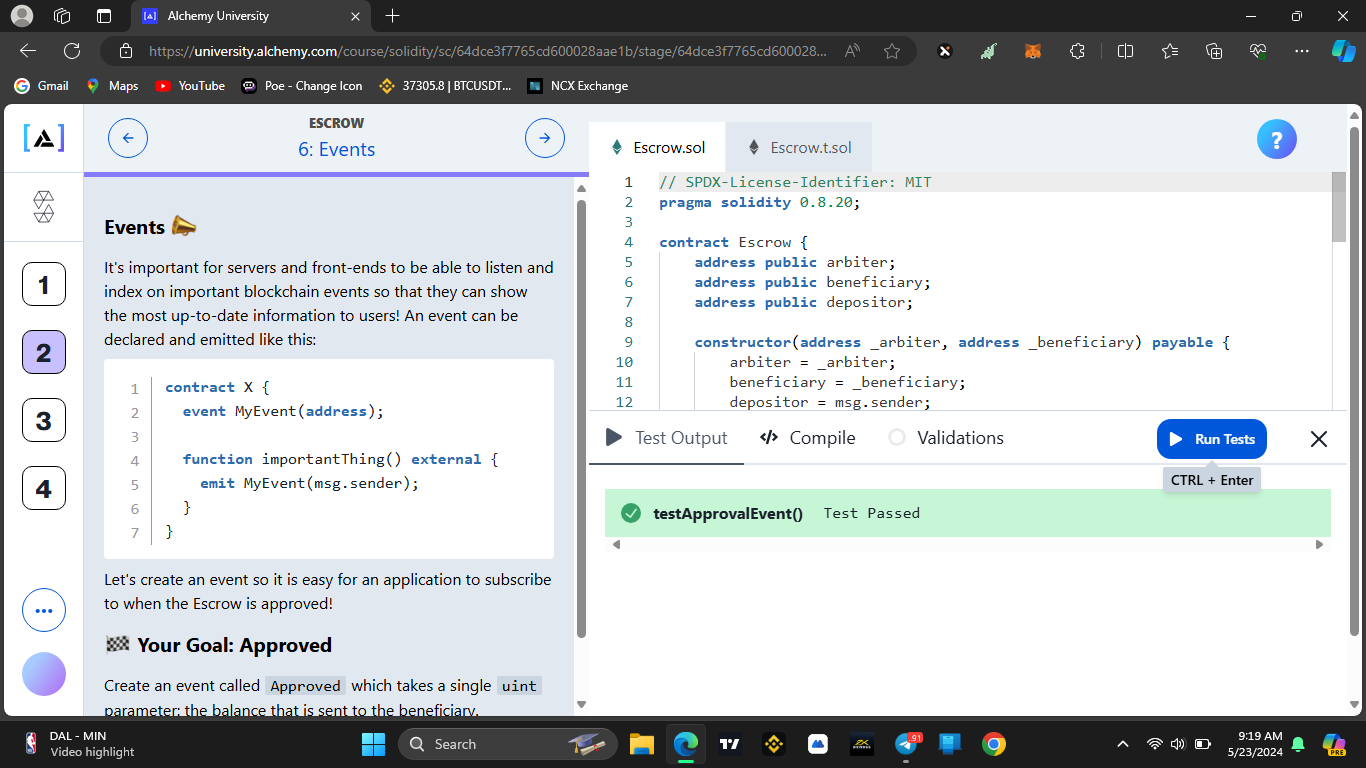 Alchemy University
https://university.alchemy.com/course/solidity/sc/64dce3f7765cd600028aae1b/stage/64dce3f7765cd600028...
Gmail
Maps
YouTube
Poe - Change Icon
37305.8 | BTCUSDT...
NCX Exchange
ESCROW
6: Events
1
2
3
4
Events
It's important for servers and front-ends to be able to listen and
index on important blockchain events so that they can show
the most up-to-date information to users! An event can be
declared and emitted like this:
1 contract X {
2 event MyEvent(address);
3
4 function importantThing() external {
5 emit MyEvent(msg.sender);
6 }
7 }
Let's create an event so it is easy for an application to subscribe
to when the Escrow is approved!
Your Goal: Approved
Create an event called Approved which takes a single uint
parameter: the balance that is sent to the beneficiary.
Escrow.sol
Escrow.t.sol
?
1 // SPDX-License-Identifier: MIT
2 pragma solidity 0.8.20;
3
4 contract Escrow {
5 address public arbiter;
6 address public beneficiary;
7 address public depositor;
8
9 constructor(address _arbiter, address _beneficiary) payable {
10 arbiter = _arbiter;
11 beneficiary = _beneficiary;
12 depositor = msg.sender;
Test Output
Compile
Validations
Run Tests
CTRL + Enter
testApprovalEvent() Test Passed
DAL - MIN
Video highlight
Search
91
PRE
9:19 AM
5/23/2024